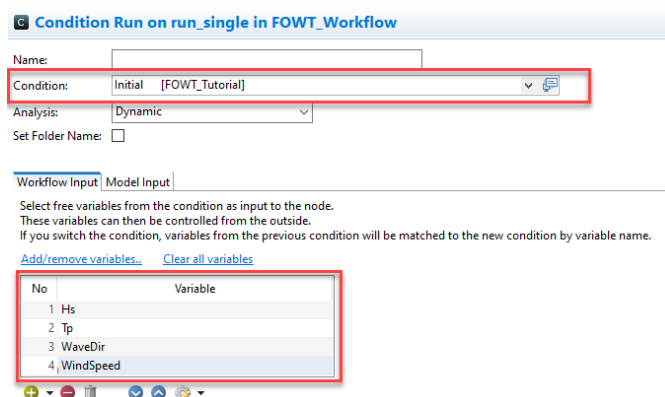 C Condition Run on run_single in FOWT_Workflow
Name:
Condition: Initial [FOWT_Tutorial]
Analysis: Dynamic
Set Folder Name:
Workflow Input Model Input
Select free variables from the condition as input to the node.
These variables can then be controlled from the outside.
If you switch the condition, variables from the previous condition will be matched to the new condition by variable name.
Add/remove variables.. Clear all variables
No Variable
1 Hs
2 Tp
3 WaveDir
4 WindSpeed